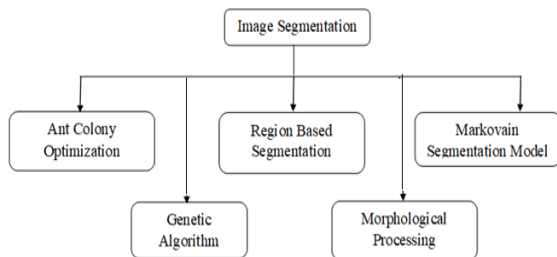 Image Segmentation
Ant Colony
Optimization
Region Based
Segmentation
Markovain
Segmentation Model
Genetic
Algorithm
Morphological
Processing